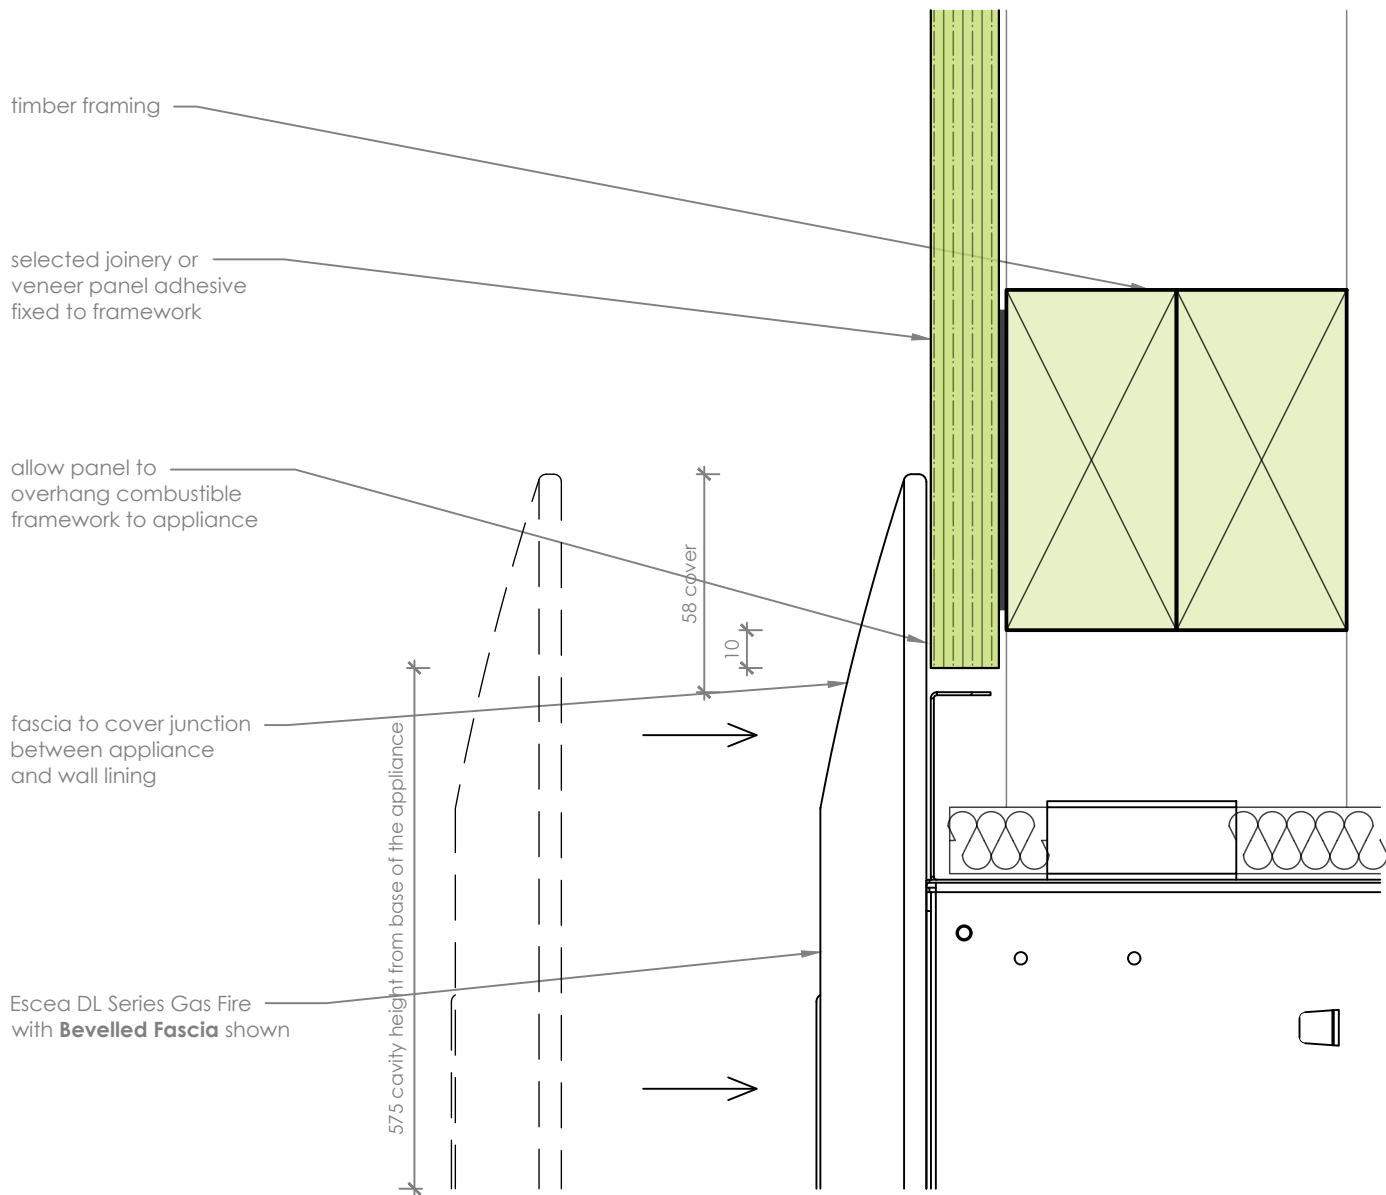 timber framing
selected joinery or
veneer panel adhesive
fixed to framework
allow panel to
overhang combustible
framework to appliance
58 cover
10
fascia to cover junction
between appliance
and wall lining
575 cavity height from base of the appliance
Escea DL Series Gas Fire
with Bevelled Fascia shown